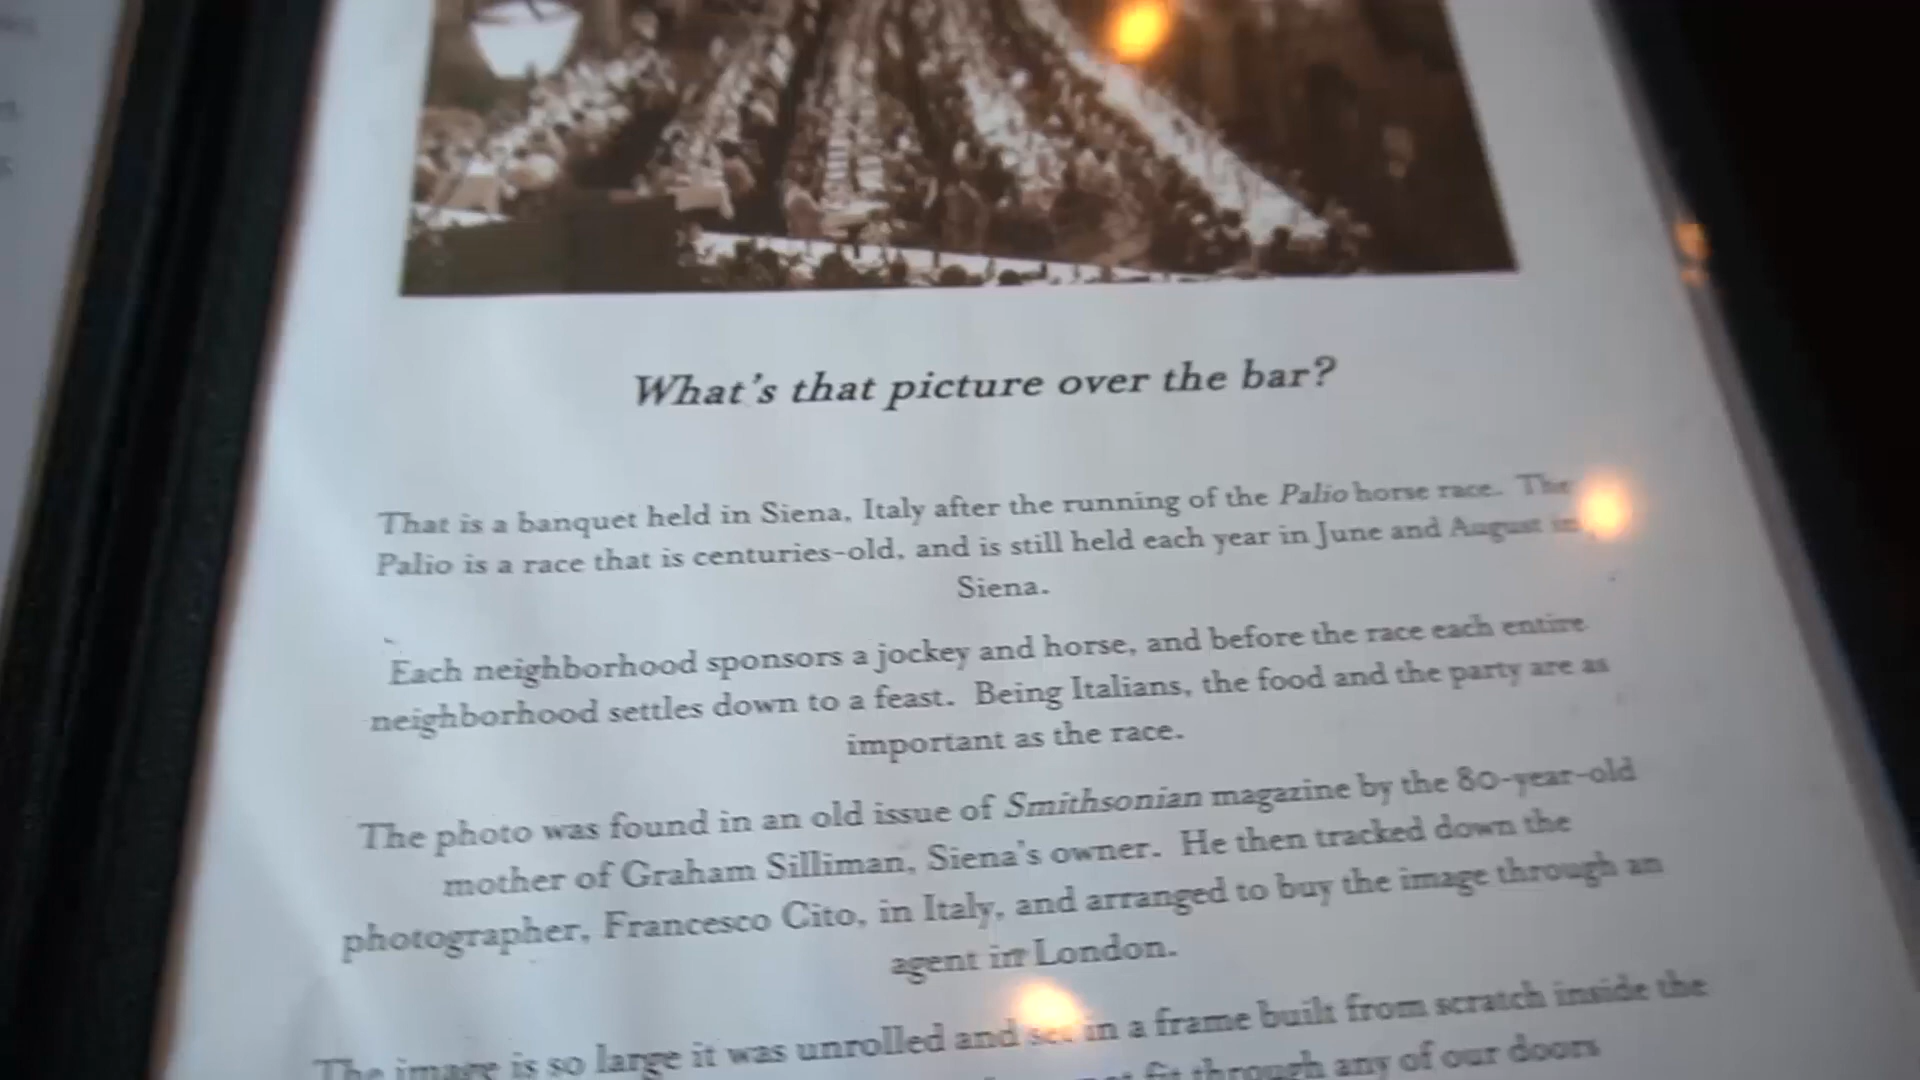 What's that picture over the bar?
That is a banquet held in Siena, Italy after the running of the Palio horse race. The
Palio is a race that is centuries-old, and is still held each year in June and August in
Siena.
Each neighborhood sponsors a jockey and horse, and before the race each entire
neighborhood settles down to a feast. Being Italians, the food and the party are as
important as the race.
The photo was found in an old issue of Smithsonian magazine by the 80-year-old
mother of Graham Silliman, Siena's owner. He then tracked down the
photographer, Francesco Cito, in Italy, and arranged to buy the image through an
agent in London.
The image is so large it was unrolled and set in a frame built from scratch inside the
fit through any of our doors